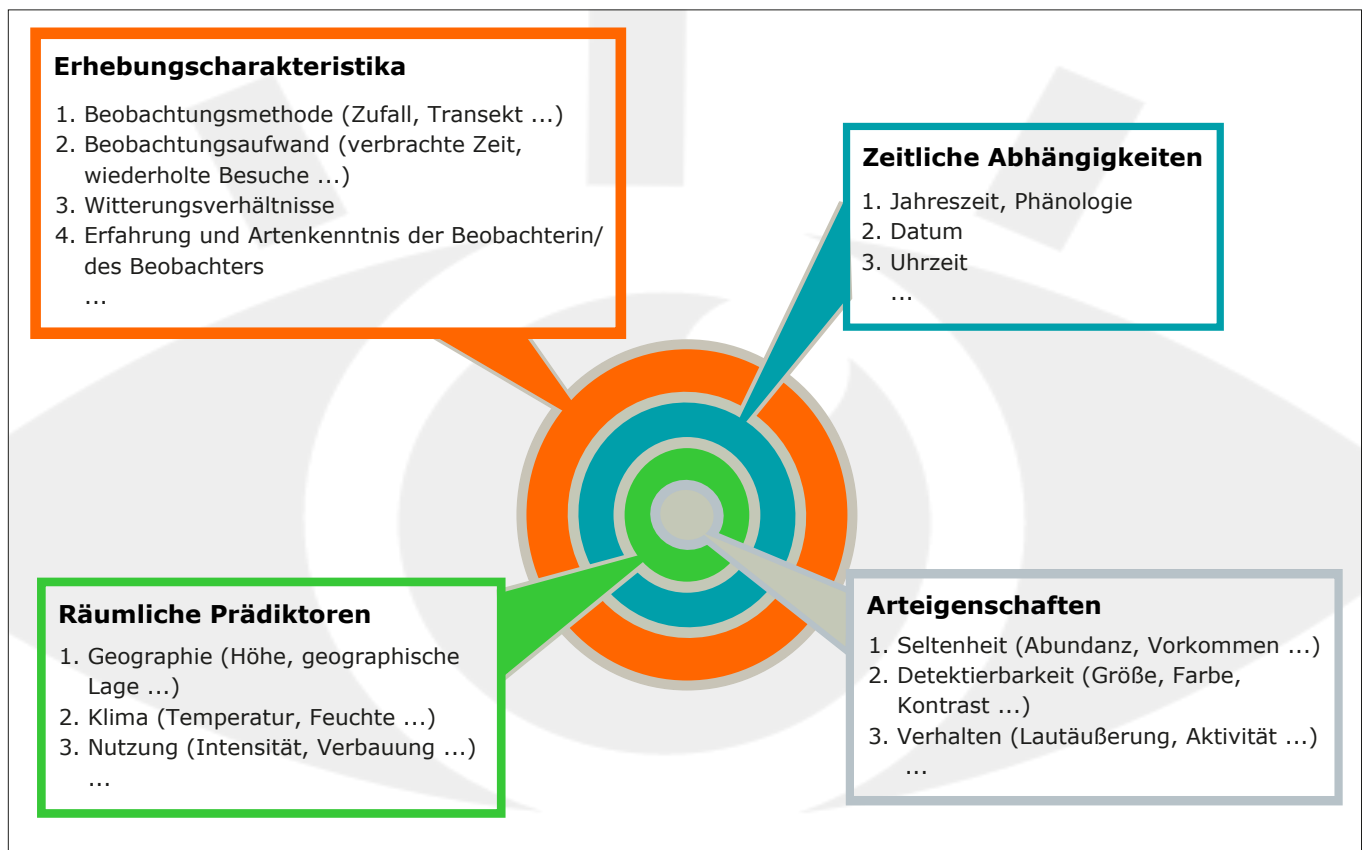 Erhebungscharakteristika
1. Beobachtungsmethode (Zufall, Transekt ...)
2. Beobachtungsaufwand (verbrachte Zeit,
wiederholte Besuche ...)
3. Witterungsverhältnisse
4. Erfahrung und Artenkenntnis der Beobachterin/
des Beobachters
...
Zeitliche Abhängigkeiten
1. Jahreszeit, Phänologie
2. Datum
3. Uhrzeit
...
Räumliche Prädiktoren
1. Geographie (Höhe, geographische
Lage ...)
2. Klima (Temperatur, Feuchte ...)
3. Nutzung (Intensität, Verbauung ...)
...
Arteigenschaften
1. Seltenheit (Abundanz, Vorkommen ...)
2. Detektierbarkeit (Größe, Farbe,
Kontrast ...)
3. Verhalten (Lautäußerung, Aktivität ...)
...